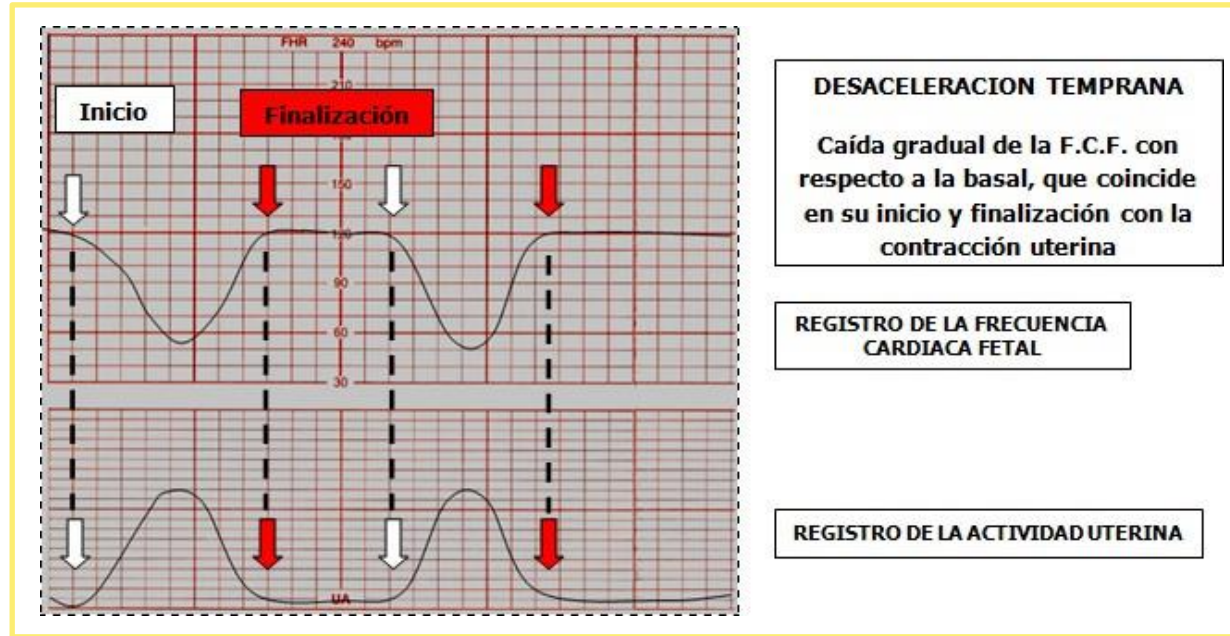 FHR 240 bpm
210
Inicio
Finalización
150
120
90
60
30
UA
DESACELERACION TEMPRANA
Caída gradual de la F.C.F. con
respecto a la basal, que coincide
en su inicio y finalización con la
contracción uterina
REGISTRO DE LA FRECUENCIA
CARDIACA FETAL
REGISTRO DE LA ACTIVIDAD UTERINA